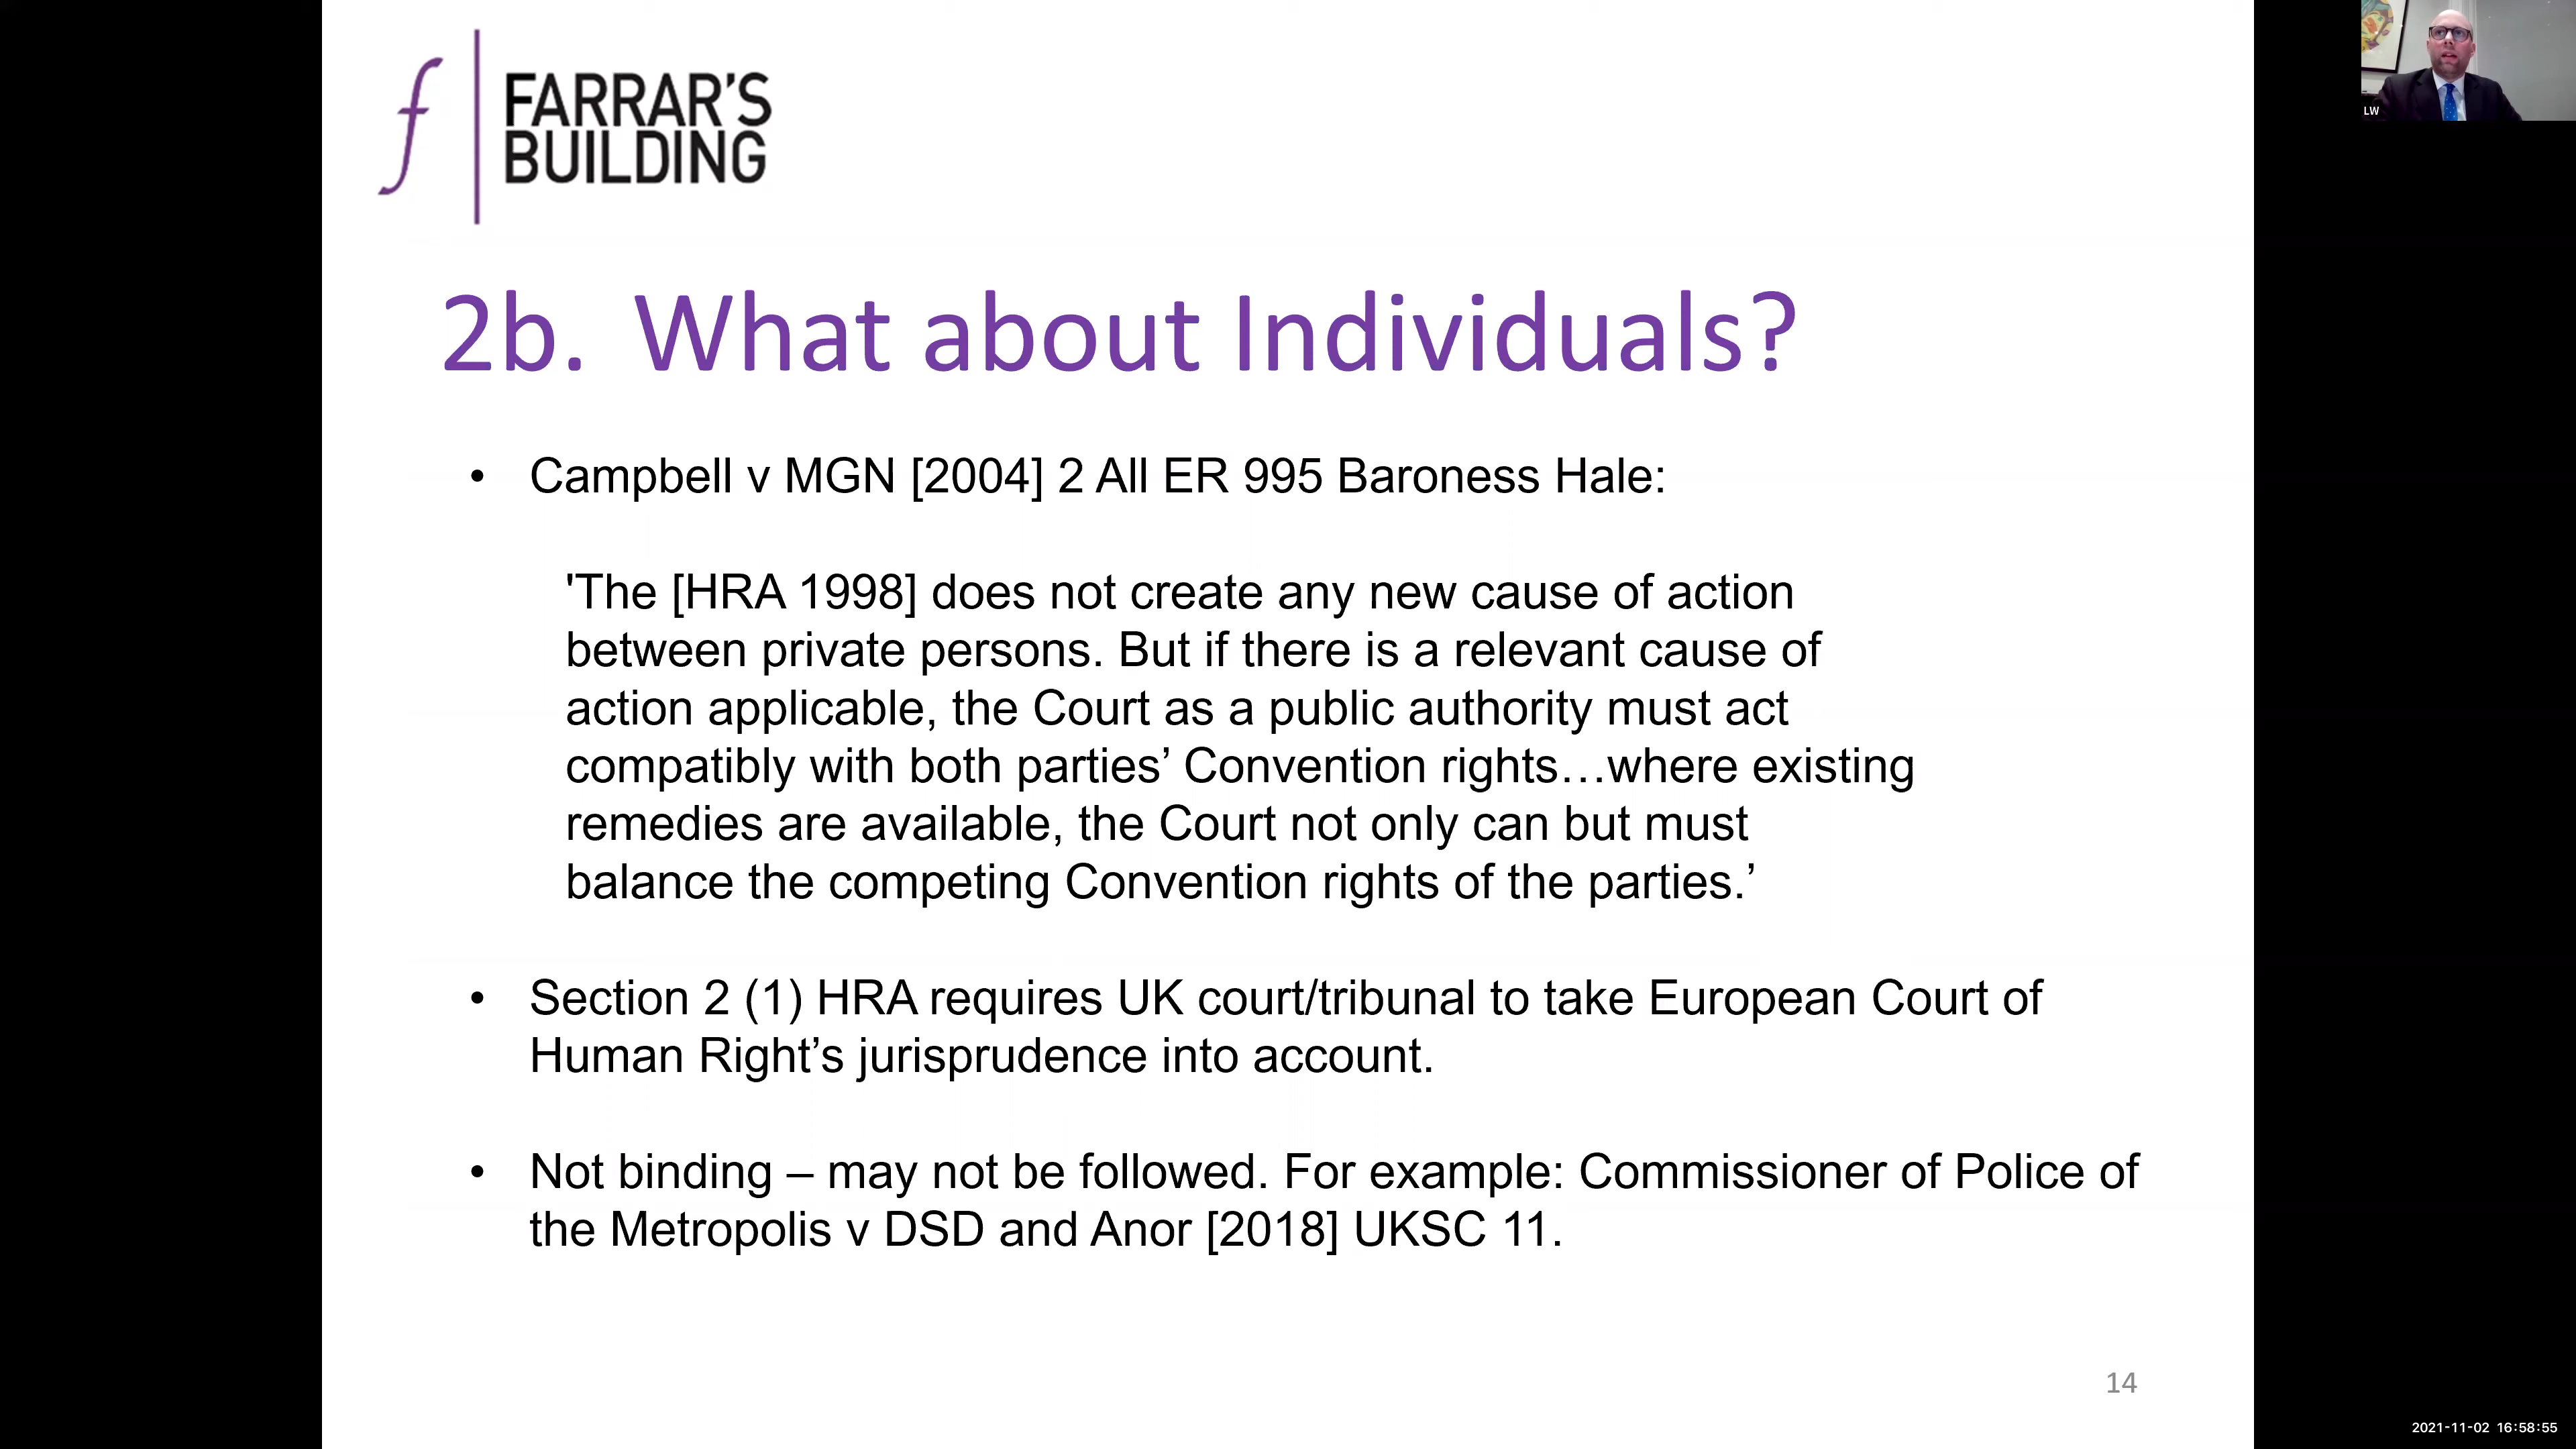 FARRAR'S
BUILDING
LW
2b. What about Individuals?
• Campbell v MGN [2004] 2 All ER 995 Baroness Hale:
'The [HRA 1998] does not create any new cause of action
between private persons. But if there is a relevant cause of
action applicable, the Court as a public authority must act
compatibly with both parties’ Convention rights…where existing
remedies are available, the Court not only can but must
balance the competing Convention rights of the parties.’
• Section 2 (1) HRA requires UK court/tribunal to take European Court of
Human Right’s jurisprudence into account.
• Not binding – may not be followed. For example: Commissioner of Police of
the Metropolis v DSD and Anor [2018] UKSC 11.
14
2021-11-02 16:58:55